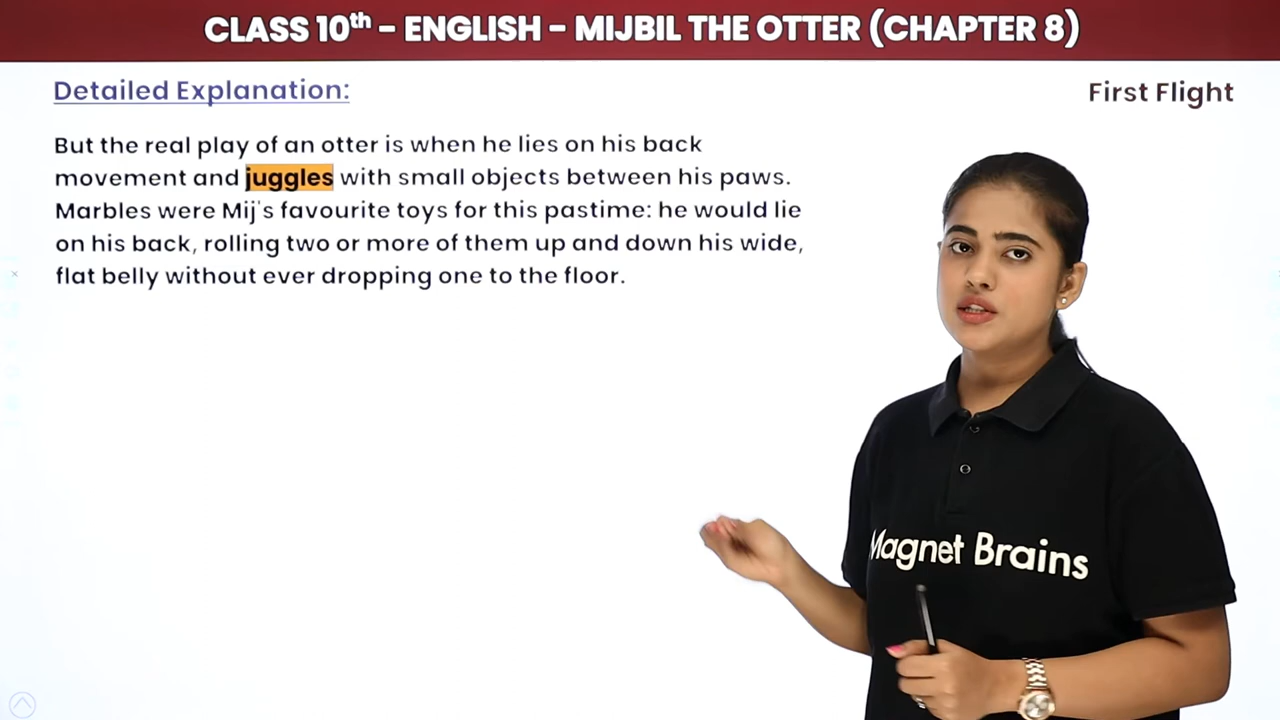 CLASS 10th - ENGLISH - MIJBIL THE OTTER (CHAPTER 8)
Detailed Explanation:
First Flight
But the real play of an otter is when he lies on his back
movement and juggles with small objects between his paws.
Marbles were Mij's favourite toys for this pastime: he would lie
on his back, rolling two or more of them up and down his wide,
flat belly without ever dropping one to the floor.
Magnet Brains